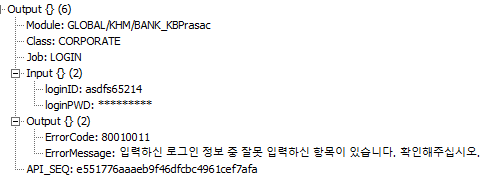 Output {} (6)
Module: GLOBAL/KHM/BANK_KBPrasac
Class: CORPORATE
Job: LOGIN
Input {} (2)
loginID: asdfs65214
loginPWD: *********
Output {} (2)
ErrorCode: 80010011
ErrorMessage: 입력하신 로그인 정보 중 잘못 입력하신 항목이 있습니다. 확인해주십시오.
API_SEQ: e551776aaaeb9f46dfcbc4961cef7afa